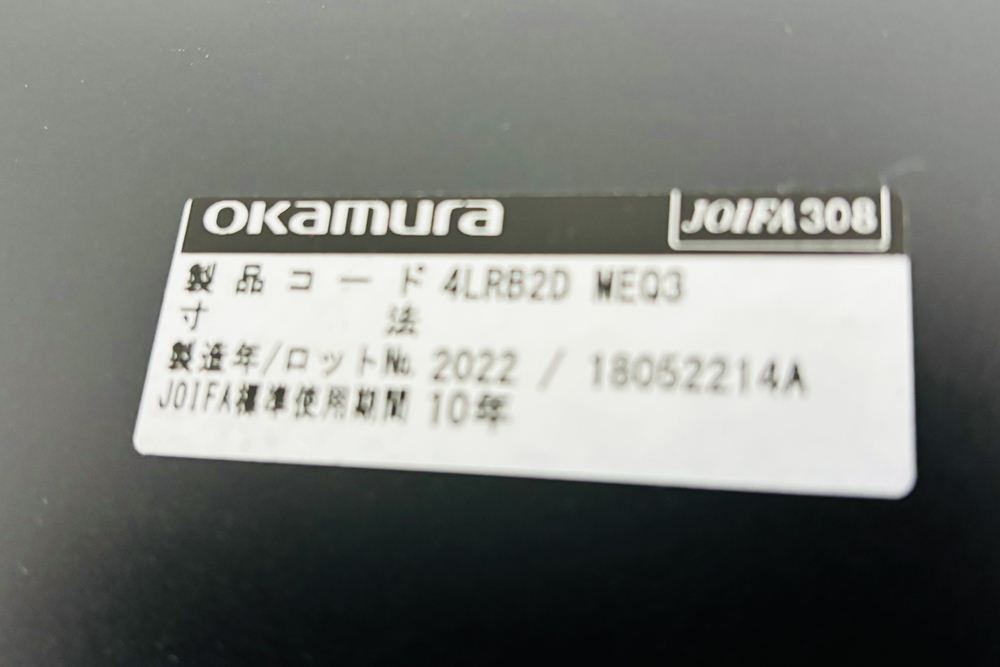 okamura
JOIFA308
製品コード 4LRB2D MEQ3
寸法
製造年/ロット№ 2022 / 18052214A
JOIFA標準使用期間 10年